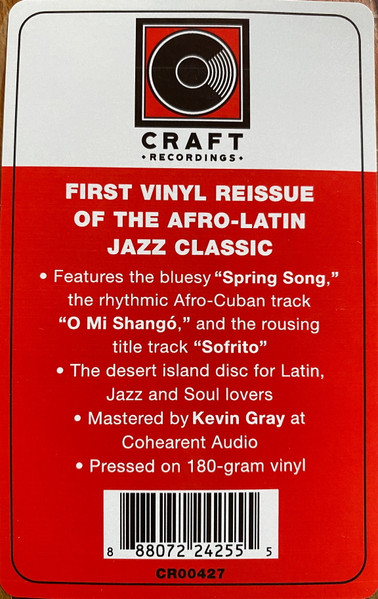 CRAFT
• RECORDINGS •
FIRST VINYL REISSUE
OF THE AFRO-LATIN
JAZZ CLASSIC
• Features the bluesy “Spring Song,”
the rhythmic Afro-Cuban track
“O Mi Shangó,” and the rousing
title track “Sofrito”
• The desert island disc for Latin,
Jazz and Soul lovers
• Mastered by Kevin Gray at
Cohearent Audio
• Pressed on 180-gram vinyl
8 88072 24255 5
CR00427